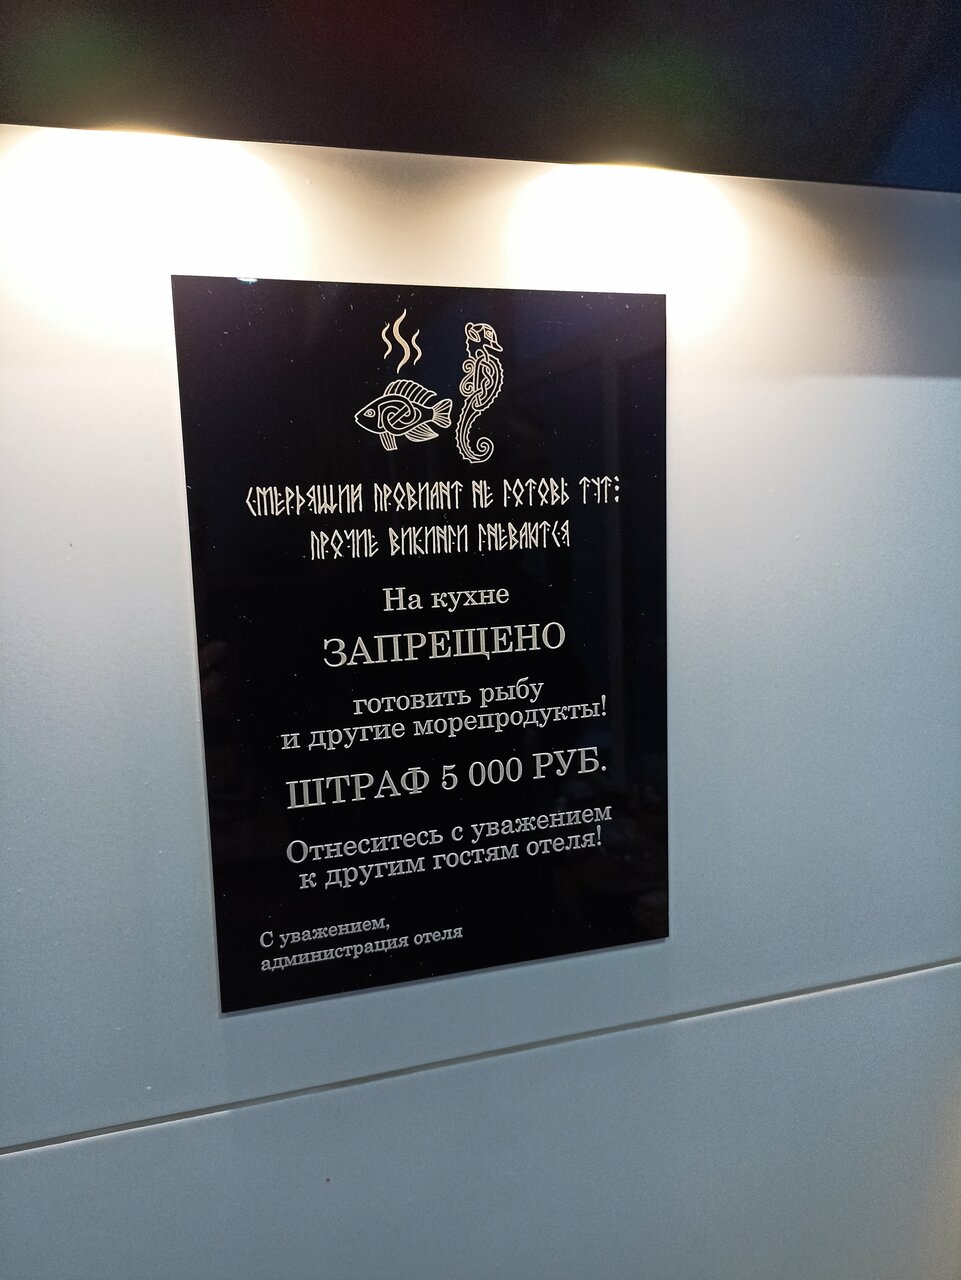 СМЕРДЯЩИЙ ПРОВИАНТ НЕ ГОТОВЬ ТУТ:
ПРОЧИЕ ВИКИНГИ ГНЕВАЮТСЯ
На кухне
ЗАПРЕЩЕНО
готовить рыбу
и другие морепродукты!
ШТРАФ 5 000 РУБ.
Отнеситесь с уважением
к другим гостям отеля!
С уважением,
администрация отеля